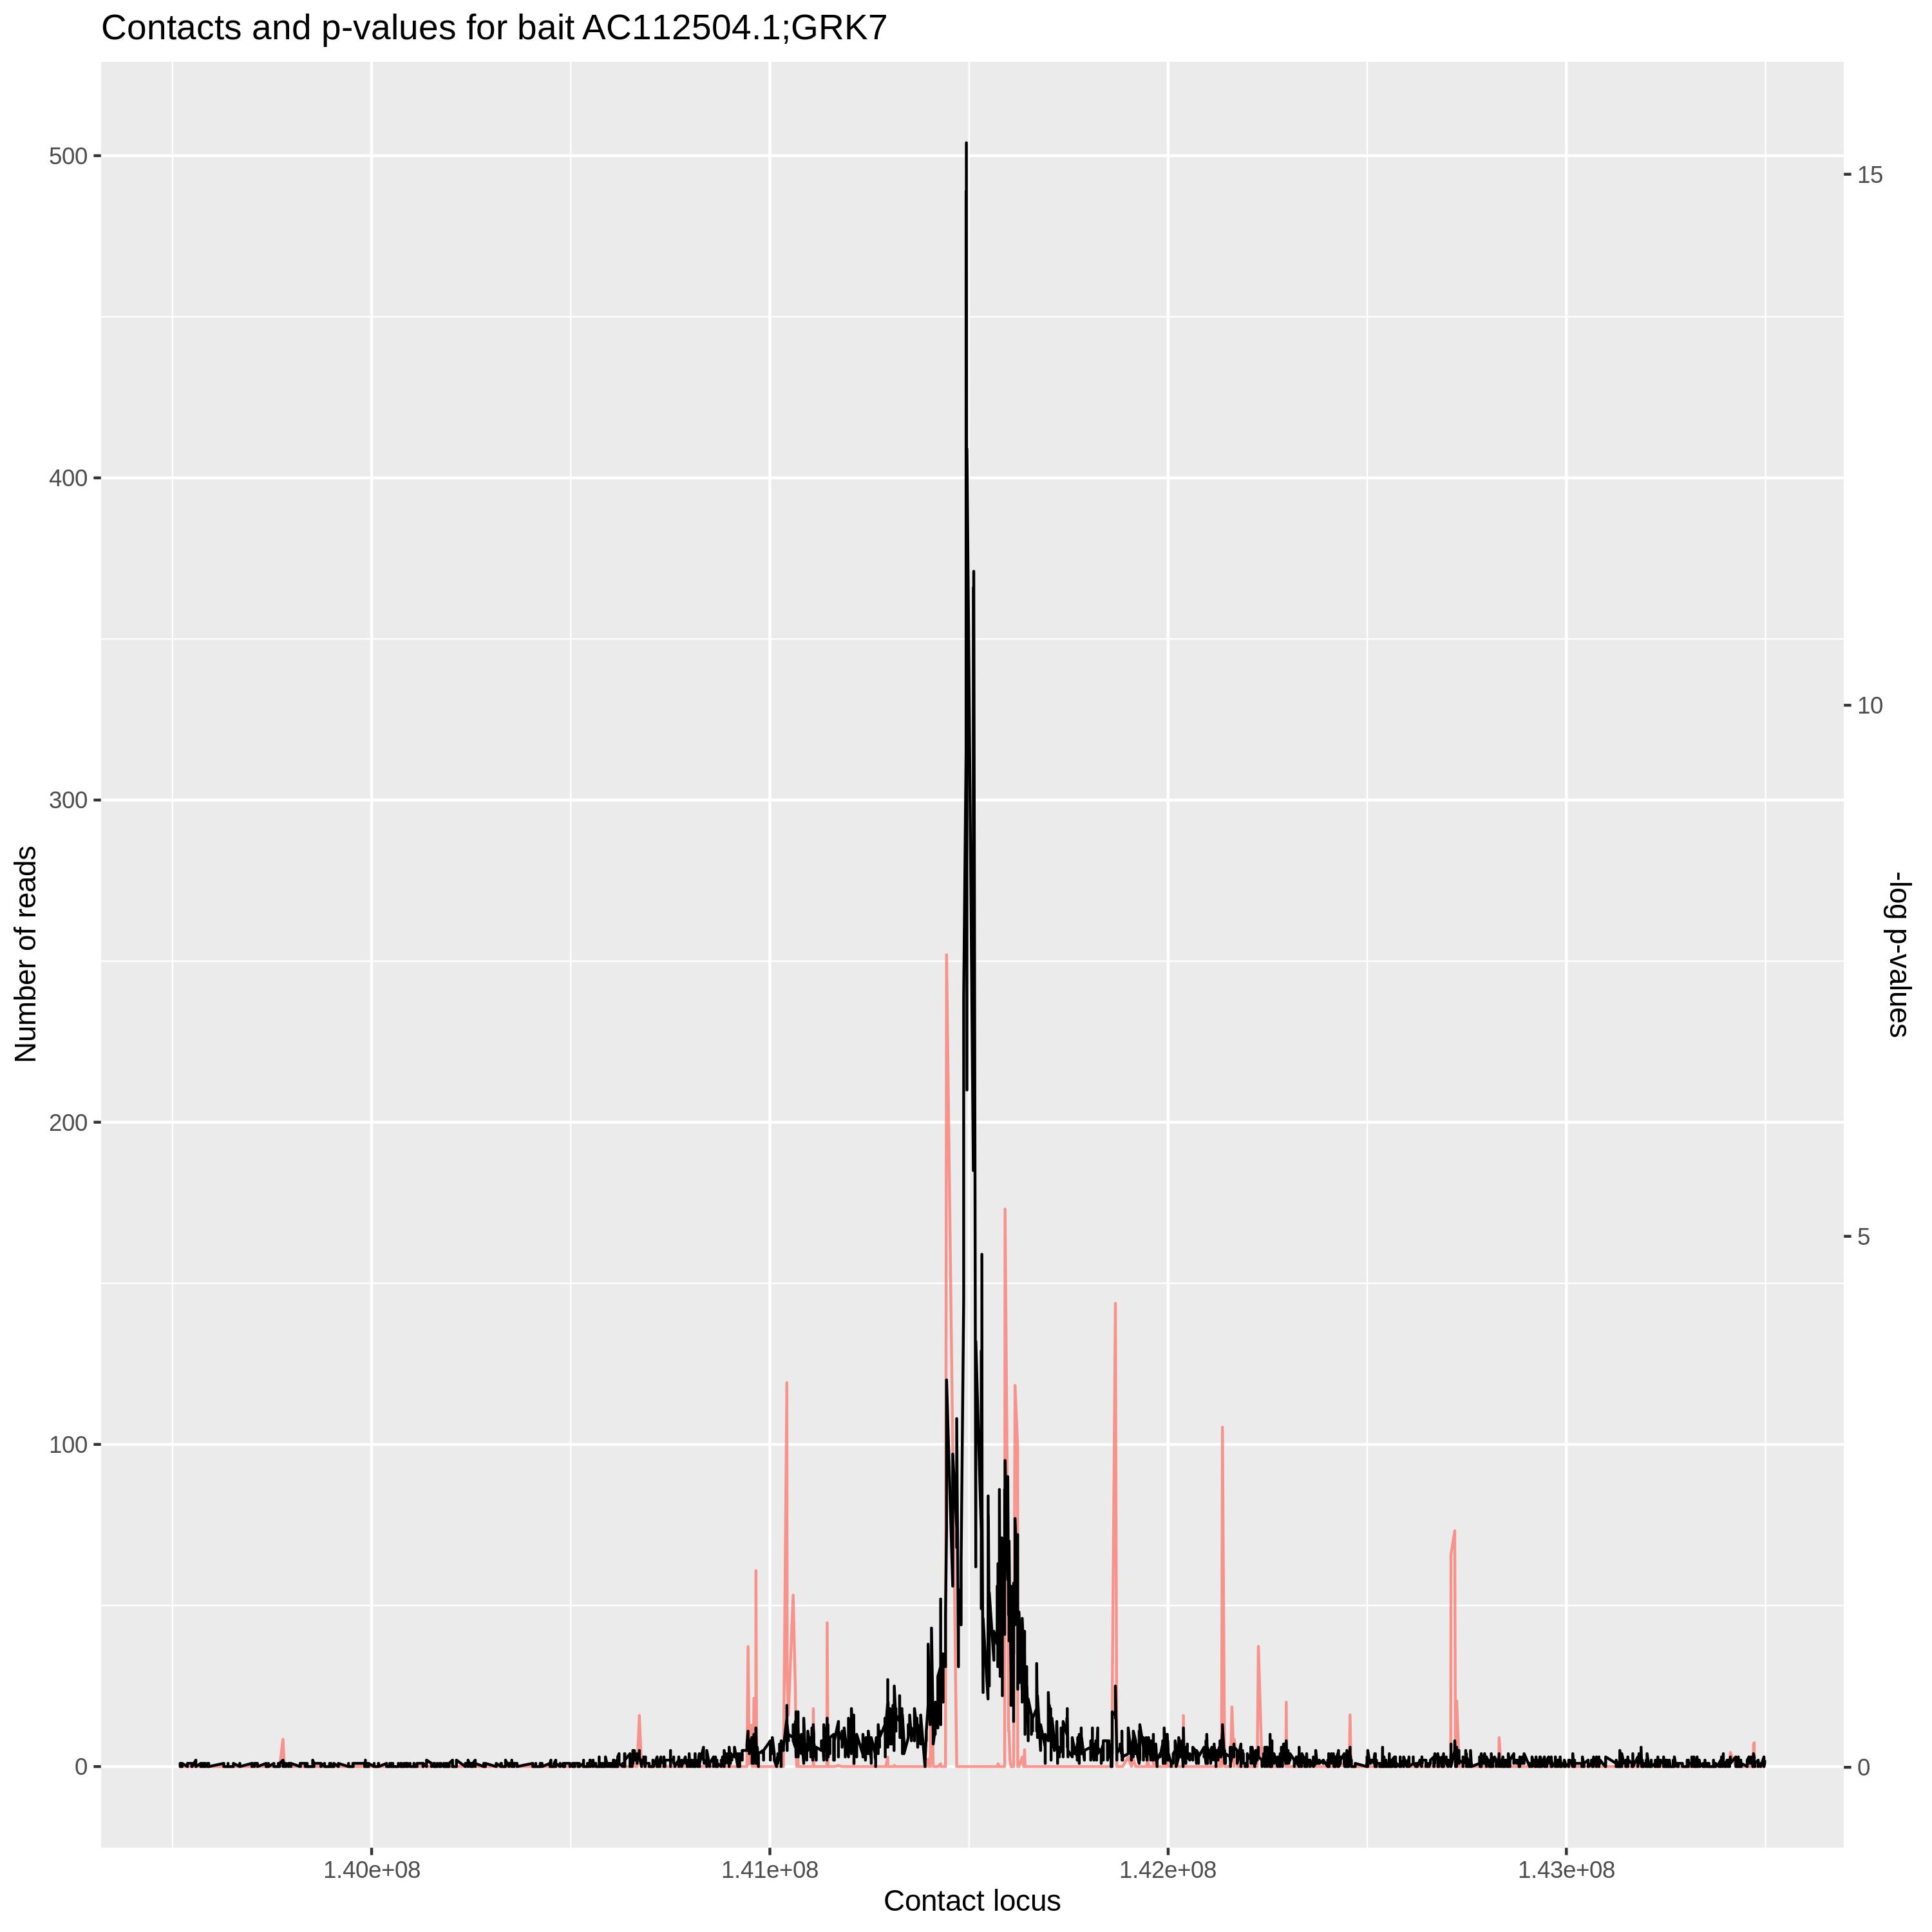 Contacts and p-values for bait AC112504.1;GRK7
500
400
300
200
100
0
Number of reads
15
10
5
0
-log p-values
1.40e+08
1.41e+08
1.42e+08
1.43e+08
Contact locus